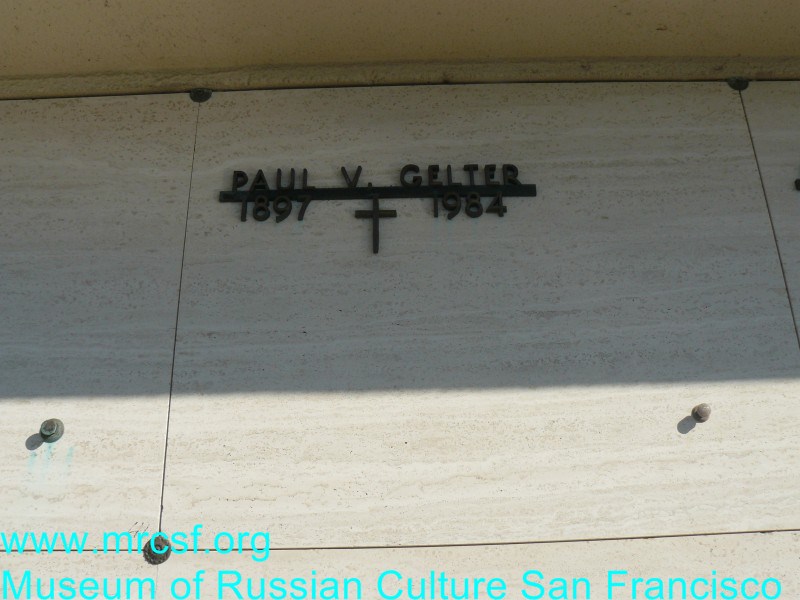 PAUL V. GELTER
1897 1984
www.mrcsf.org
Museum of Russian Culture San Francisco